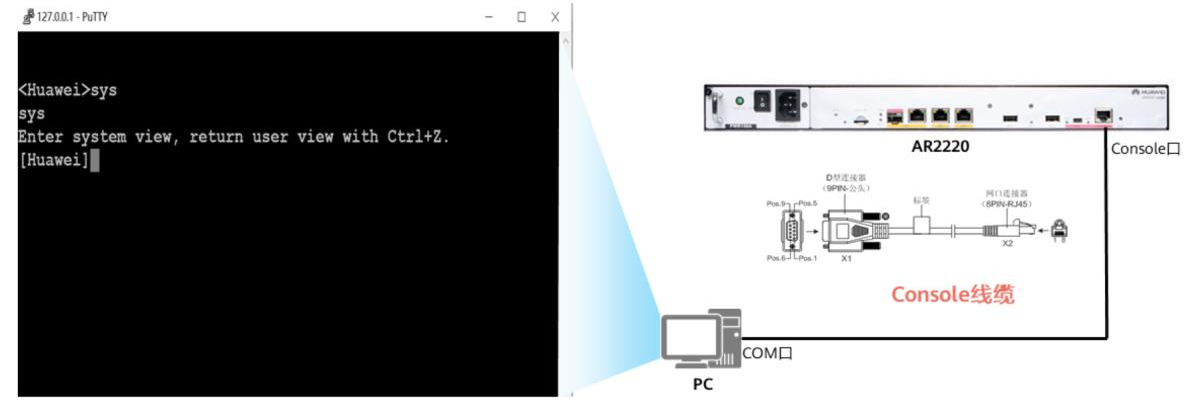 127.0.0.1 - PuTTY
<Huawei>sys
sys
Enter system view, return user view with Ctrl+Z.
[Huawei]
HUAWEI
AR2220
Console口
D型连接器
(9PIN-公头)
标签
网口连接器
(8PIN-RJ45)
Pos.9
Pos.5
Pos.6
Pos.1
X1
X2
Console线缆
COM口
PC